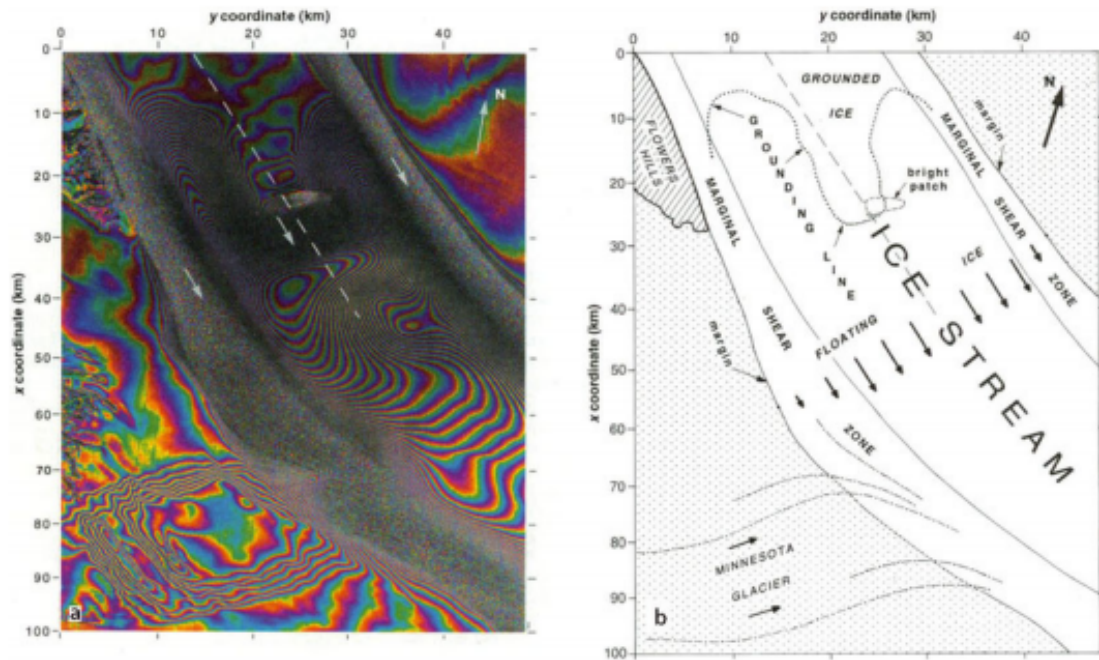 y coordinate (km)
0 10 20 30 40
x coordinate (km)
0
10
20
30
40
50
60
70
80
90
100
N
a
y coordinate (km)
0 10 20 30 40
x coordinate (km)
0
10
20
30
40
50
60
70
80
90
100
N
GROUNDED
ICE
FLOWERS
HILLS
GROUNDING
LINE
MARGINAL
SHEAR
ZONE
margin
bright
patch
MARGINAL
SHEAR
ZONE
margin
ICE
STREAM
FLOATING
ICE
MINNESOTA
GLACIER
b